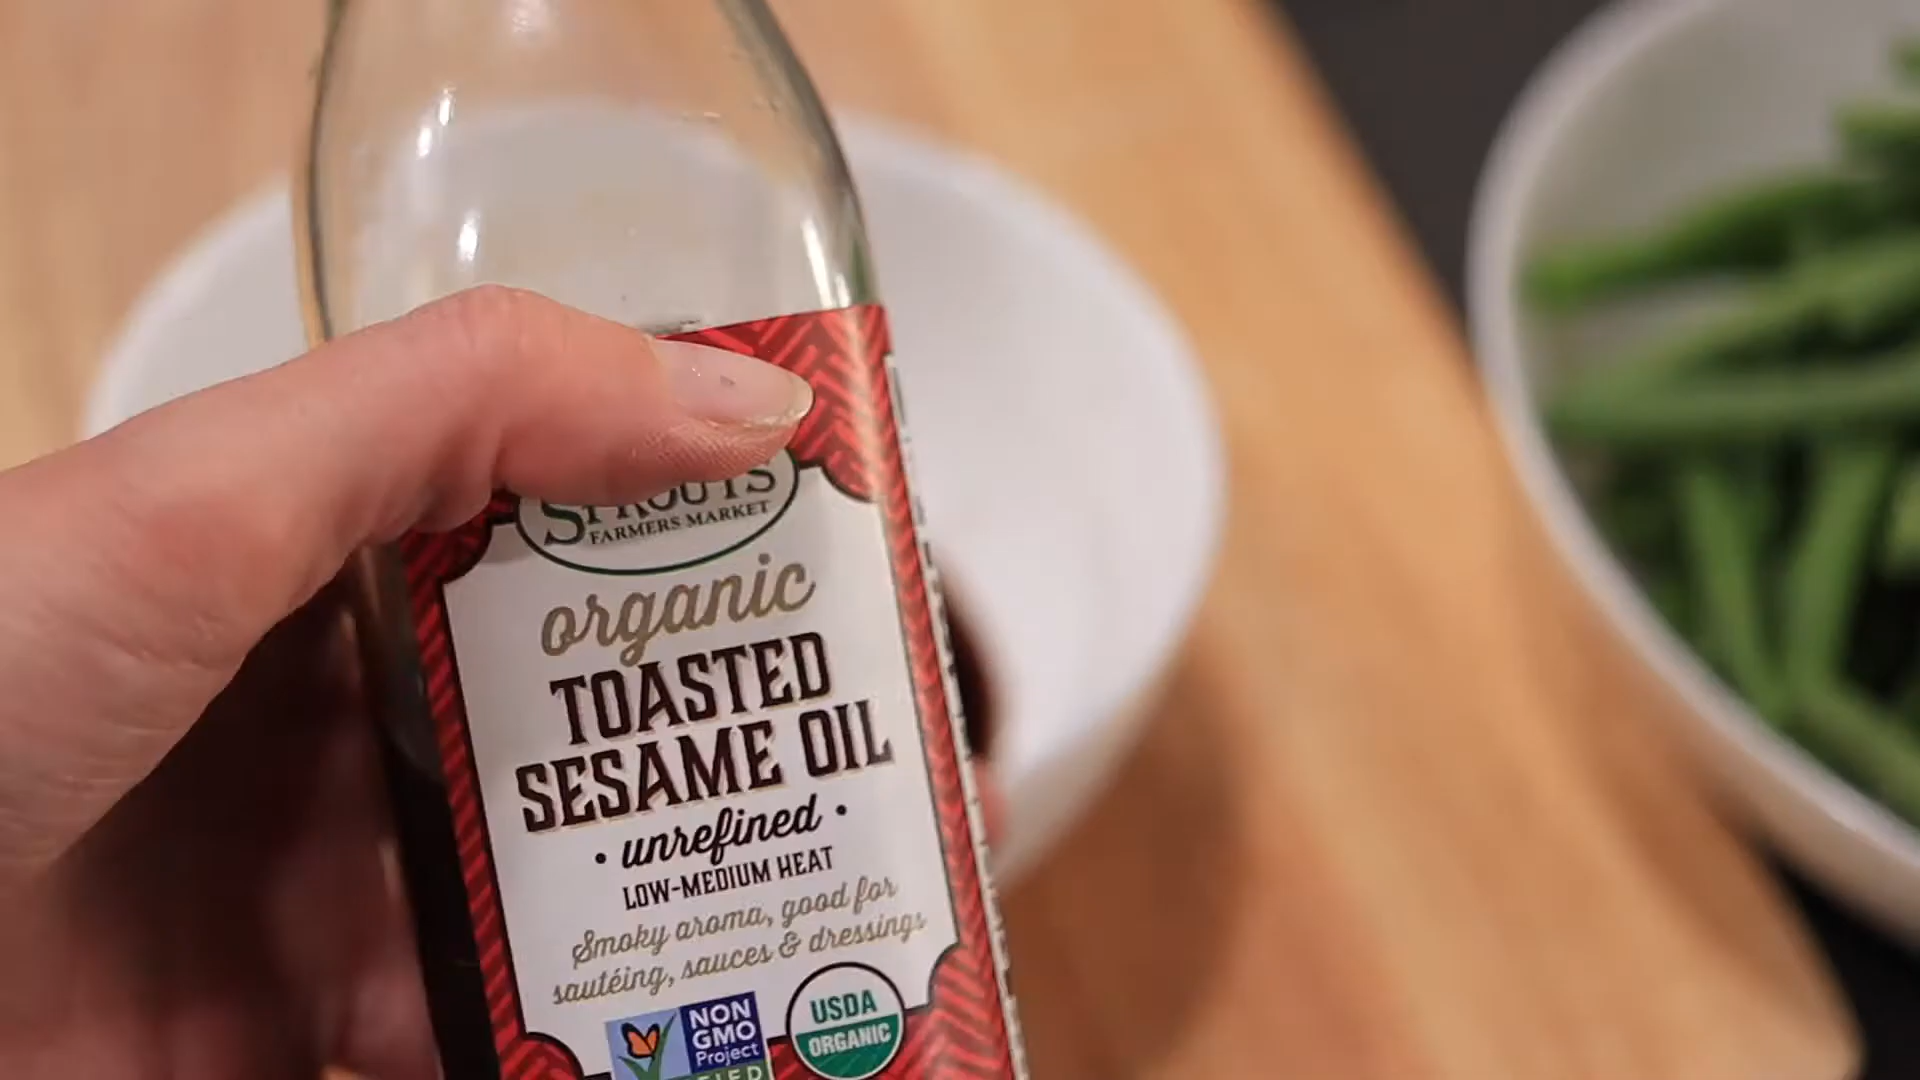 SPROUTS
FARMERS MARKET
organic
TOASTED
SESAME OIL
• unrefined •
LOW-MEDIUM HEAT
Smoky aroma, good for
sautéing, sauces & dressings
NON
GMO
Project
USDA
ORGANIC